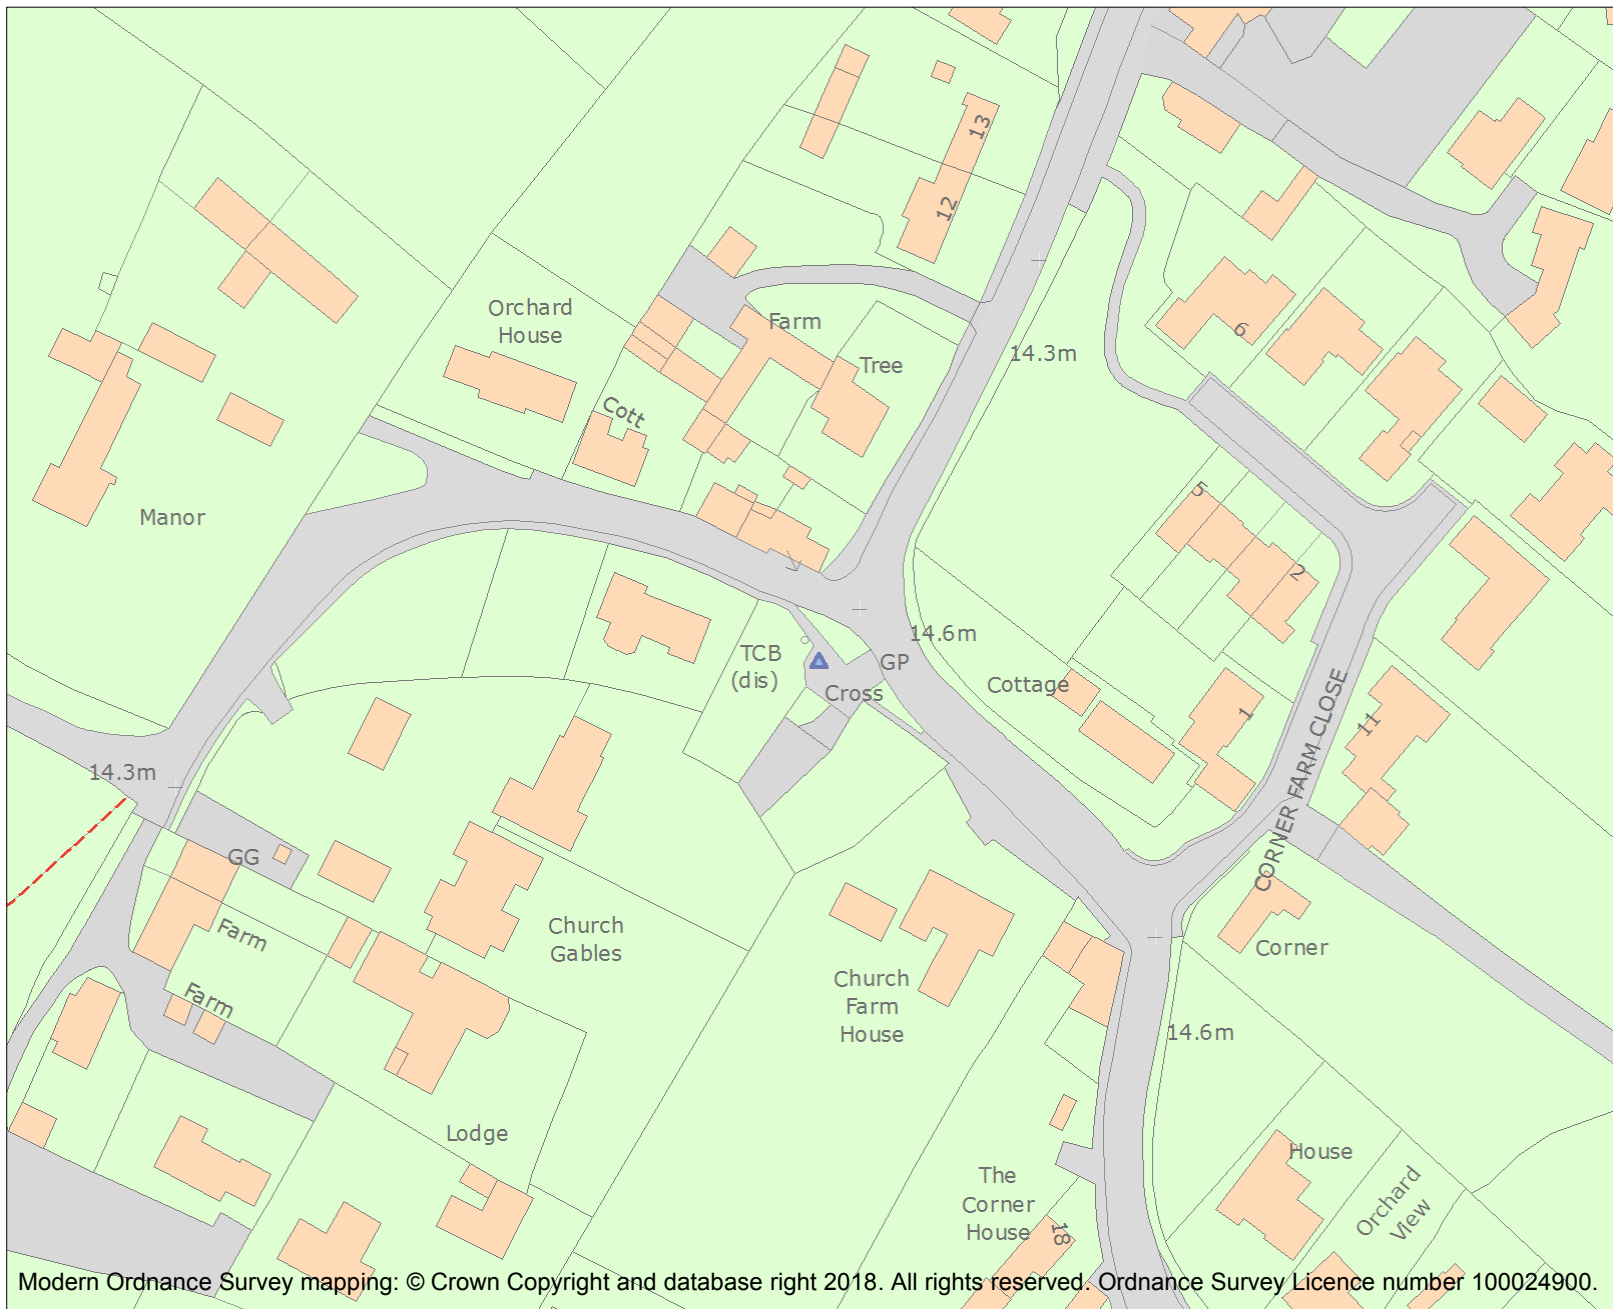 13
12
Orchard
House
Farm
14.3m
6
Tree
Cott
5
Manor
2
14.6m
TCB
(dis)
GP
Cross
Cottage
1
11
CORNER FARM CLOSE
14.3m
GG
Farm
Church
Gables
Corner
Farm
Church
Farm
House
14.6m
Lodge
House
The
Corner
House
18
Orchard
View
Modern Ordnance Survey mapping: © Crown Copyright and database right 2018. All rights reserved. Ordnance Survey Licence number 100024900.